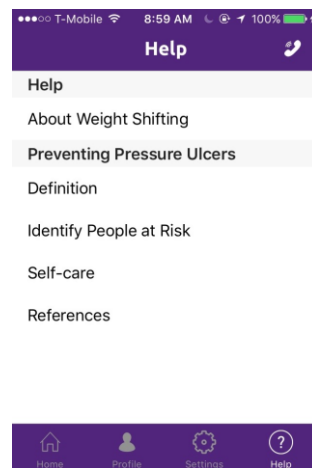 T-Mobile 8:59 AM 100%
Help
Help
About Weight Shifting
Preventing Pressure Ulcers
Definition
Identify People at Risk
Self-care
References
? 
Home Profile Settings Help